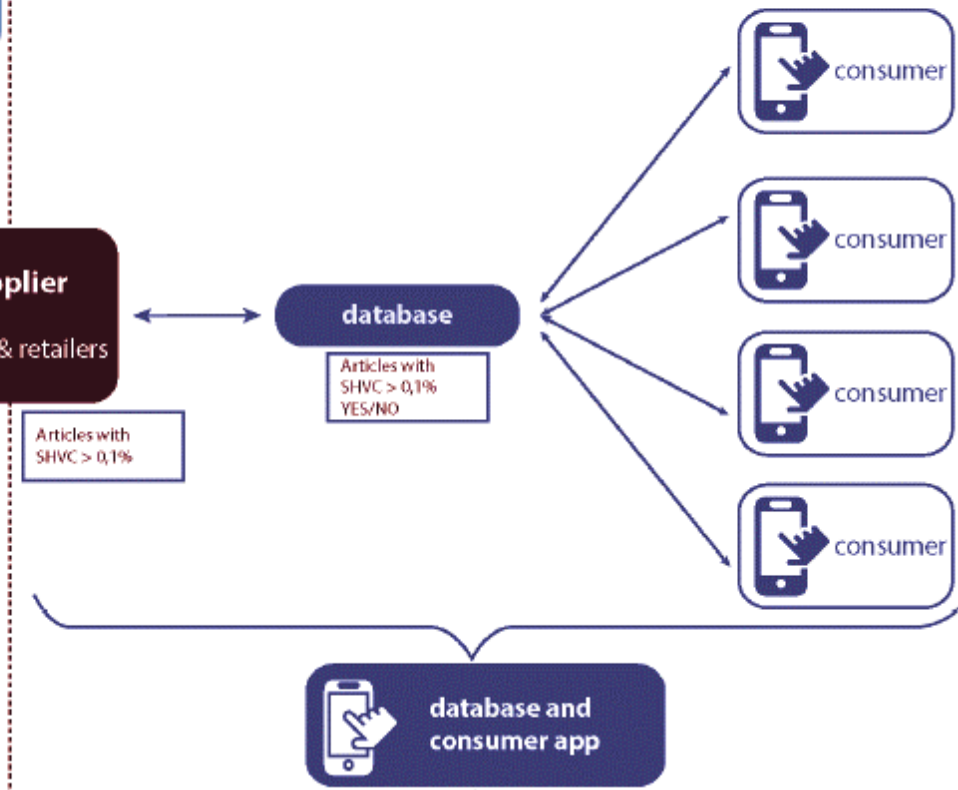 consumer
consumer
pplier
& retailers
database
Articles with
SHVC > 0,1%
YES/NO
consumer
Articles with
SHVC > 0,1%
consumer
database and
consumer app